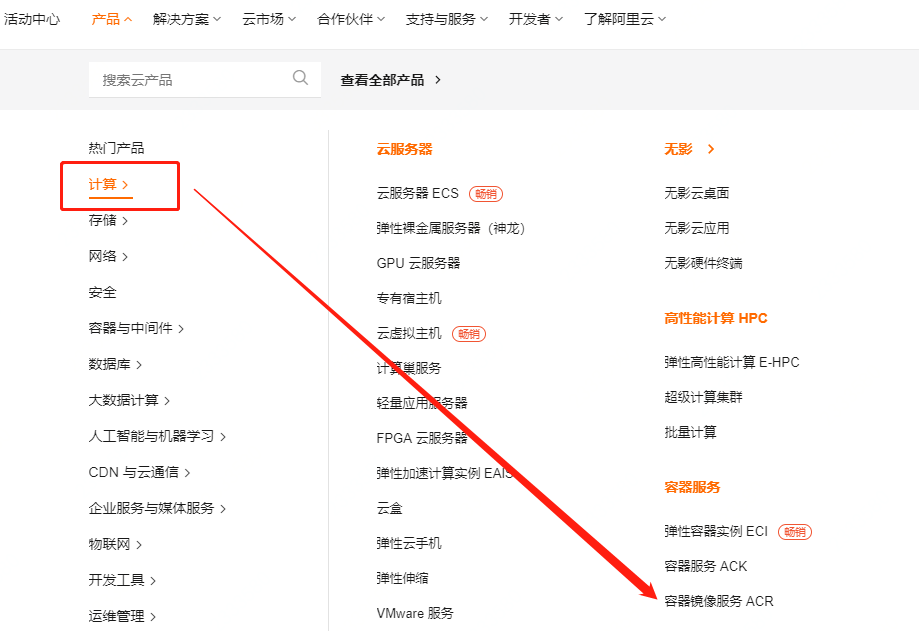 活动中心 产品 解决方案 云市场 合作伙伴 支持与服务 开发者 了解阿里云
搜索云产品 查看全部产品
热门产品
计算
存储
网络
安全
容器与中间件
数据库
大数据计算
人工智能与机器学习
CDN 与云通信
企业服务与媒体服务
物联网
开发工具
运维管理
云服务器
云服务器 ECS 畅销
弹性裸金属服务器（神龙）
GPU 云服务器
专有宿主机
云虚拟主机 畅销
计算巢服务
轻量应用服务器
FPGA 云服务器
弹性加速计算实例 EAIS
云盒
弹性云手机
弹性伸缩
VMware 服务
无影
无影云桌面
无影云应用
无影硬件终端
高性能计算 HPC
弹性高性能计算 E-HPC
超级计算集群
批量计算
容器服务
弹性容器实例 ECI 畅销
容器服务 ACK
容器镜像服务 ACR